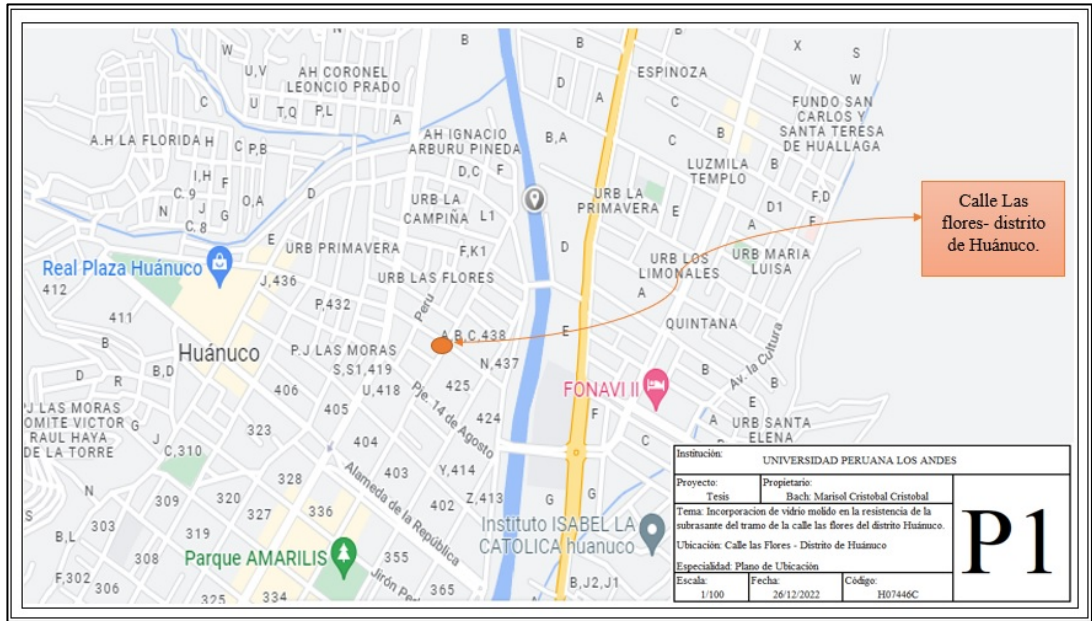 B
W
U,V
AH CORONEL
LEONCIO PRADO
C
U
T,Q
P,L
A
A.H LA FLORIDA
H
C
P,B
I,H
F
C. 9
J
O,A
N
G
C. 8
D
E
AH IGNACIO
ARBURU PINEDA
D,C
F
URB LA
CAMPIÑA
L1
F,K1
URB PRIMAVERA
URB LAS FLORES
B
D
A
B,A
ESPINOZA
C
C
B
B
X
S
W
FUNDO SAN
CARLOS Y
SANTA TERESA
DE HUALLAGA
LUZMILA
TEMPLO
B
F,D
D1
A
F
URB LA
PRIMAVERA
E
D
URB LOS
LIMONALES
A
URB MARIA
LUISA
QUINTANA
Calle Las
flores- distrito
de Huánuco.
Real Plaza Huánuco
J,436
412
411
P,432
Peru
A,B,C,438
E
Huánuco
P.J LAS MORAS
S,S1,419
N,437
B
B,D
D
R
406
U,418
425
Pje. 14 de Agosto
424
405
FONAVI II
B
Av. la Cultura
B
B
E
A
URB SANTA
ELENA
F
C
PJ LAS MORAS
COMITE VICTOR
RAUL HAYA
DE LA TORRE
G
J
C,310
323
404
403
Y,414
Alameda de la República
402
Z,413
N
328
309
320
336
303
319
327
B,L
308
355
F,302
306
325
334
365
G
G
Instituto ISABEL LA
CATOLICA huanuco
Parque AMARILIS
B,J2,J1
Institución:
UNIVERSIDAD PERUANA LOS ANDES
Proyecto:
Tesis
Propietario:
Bach: Marisol Cristobal Cristobal
Tema: Incorporacion de vidrio molido en la resistencia de la
subrasante del tramo de la calle las flores del distrito Huánuco.
Ubicación: Calle las Flores - Distrito de Huánuco
Especialidad: Plano de Ubicación
Escala:
1/100
Fecha:
26/12/2022
Código:
H07446C
P1